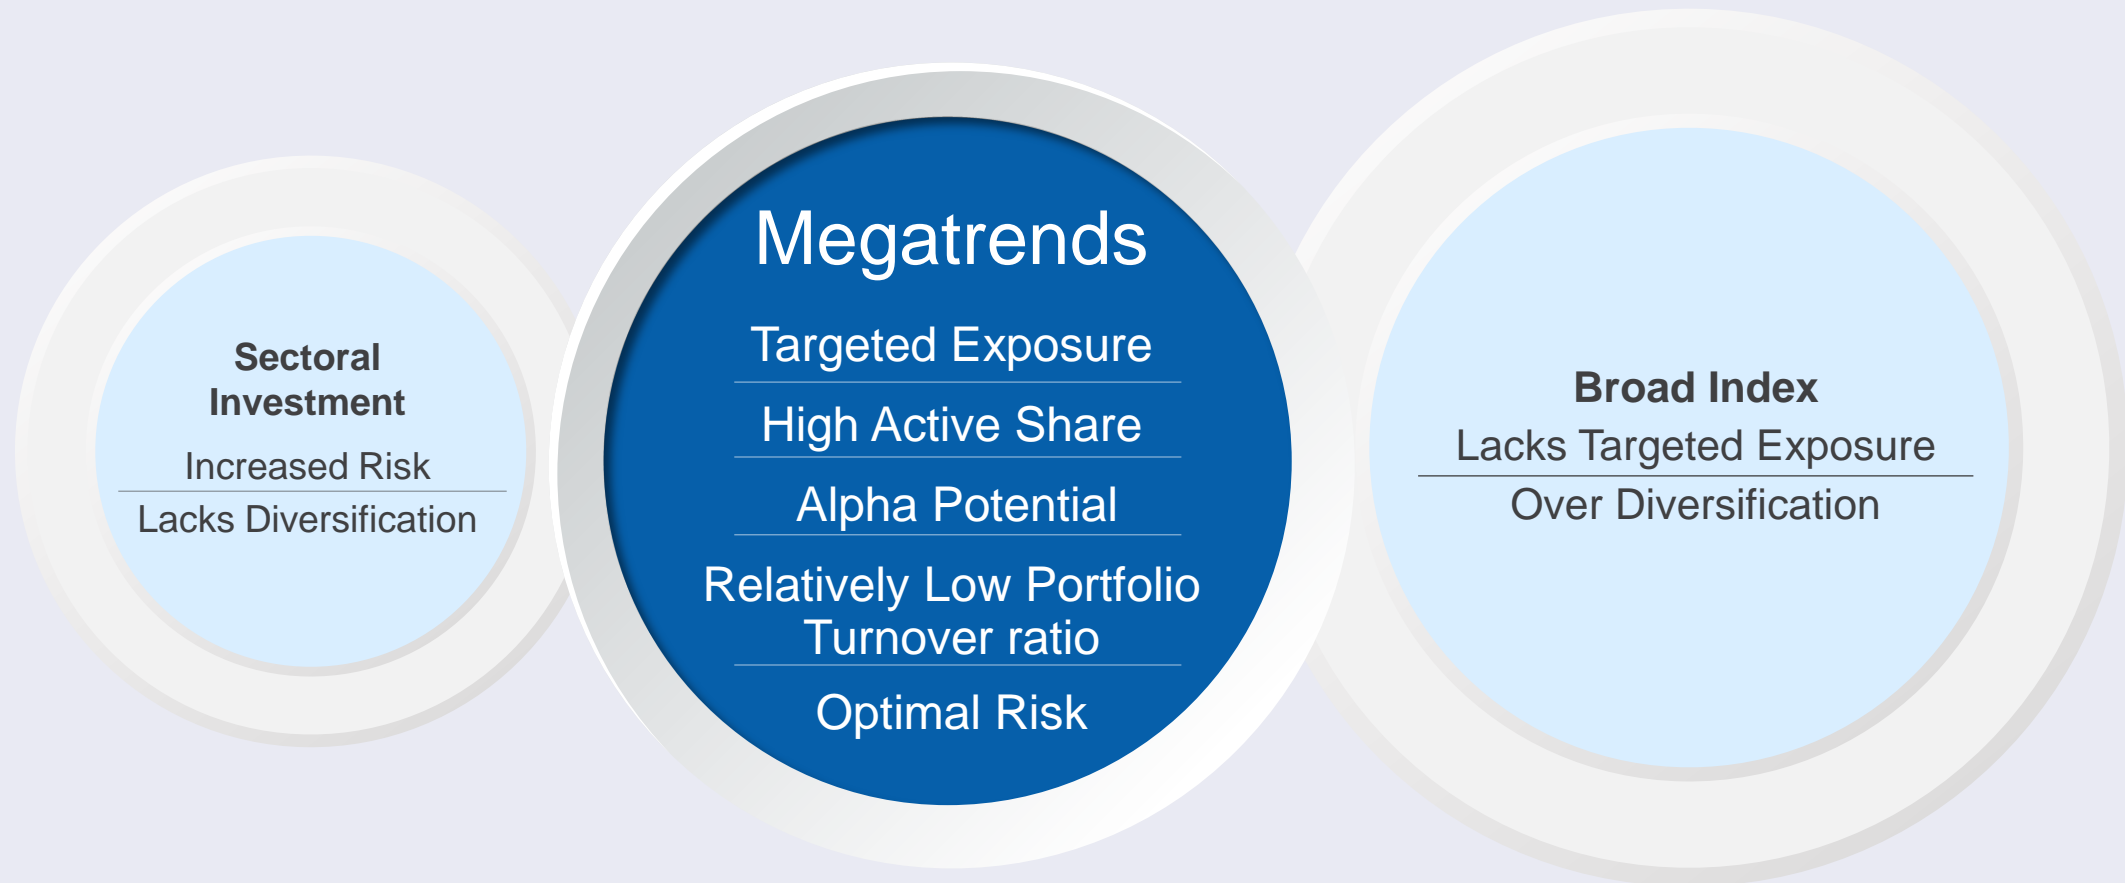 Sectoral
Investment
Increased Risk
Lacks Diversification
Megatrends
Targeted Exposure
High Active Share
Alpha Potential
Relatively Low Portfolio
Turnover ratio
Optimal Risk
Broad Index
Lacks Targeted Exposure
Over Diversification